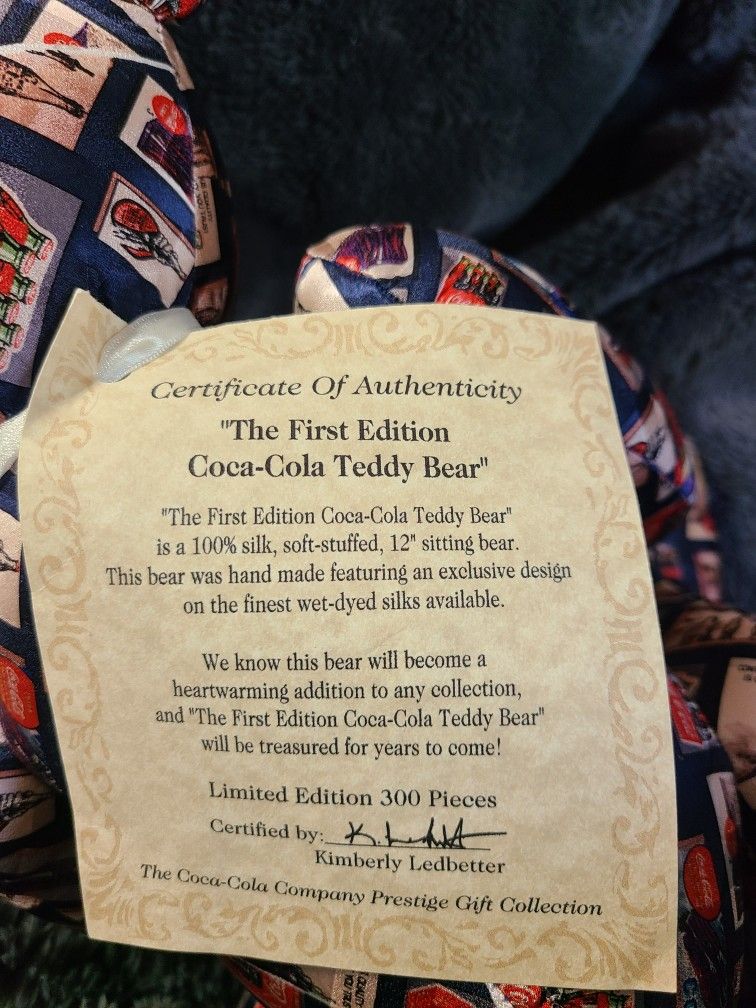 Certificate Of Authenticity
"The First Edition
Coca-Cola Teddy Bear"
"The First Edition Coca-Cola Teddy Bear"
is a 100% silk, soft-stuffed, 12" sitting bear.
This bear was hand made featuring an exclusive design
on the finest wet-dyed silks available.
We know this bear will become a
heartwarming addition to any collection,
and "The First Edition Coca-Cola Teddy Bear"
will be treasured for years to come!
Limited Edition 300 Pieces
Certified by: K. Ledbetter
Kimberly Ledbetter
The Coca-Cola Company Prestige Gift Collection